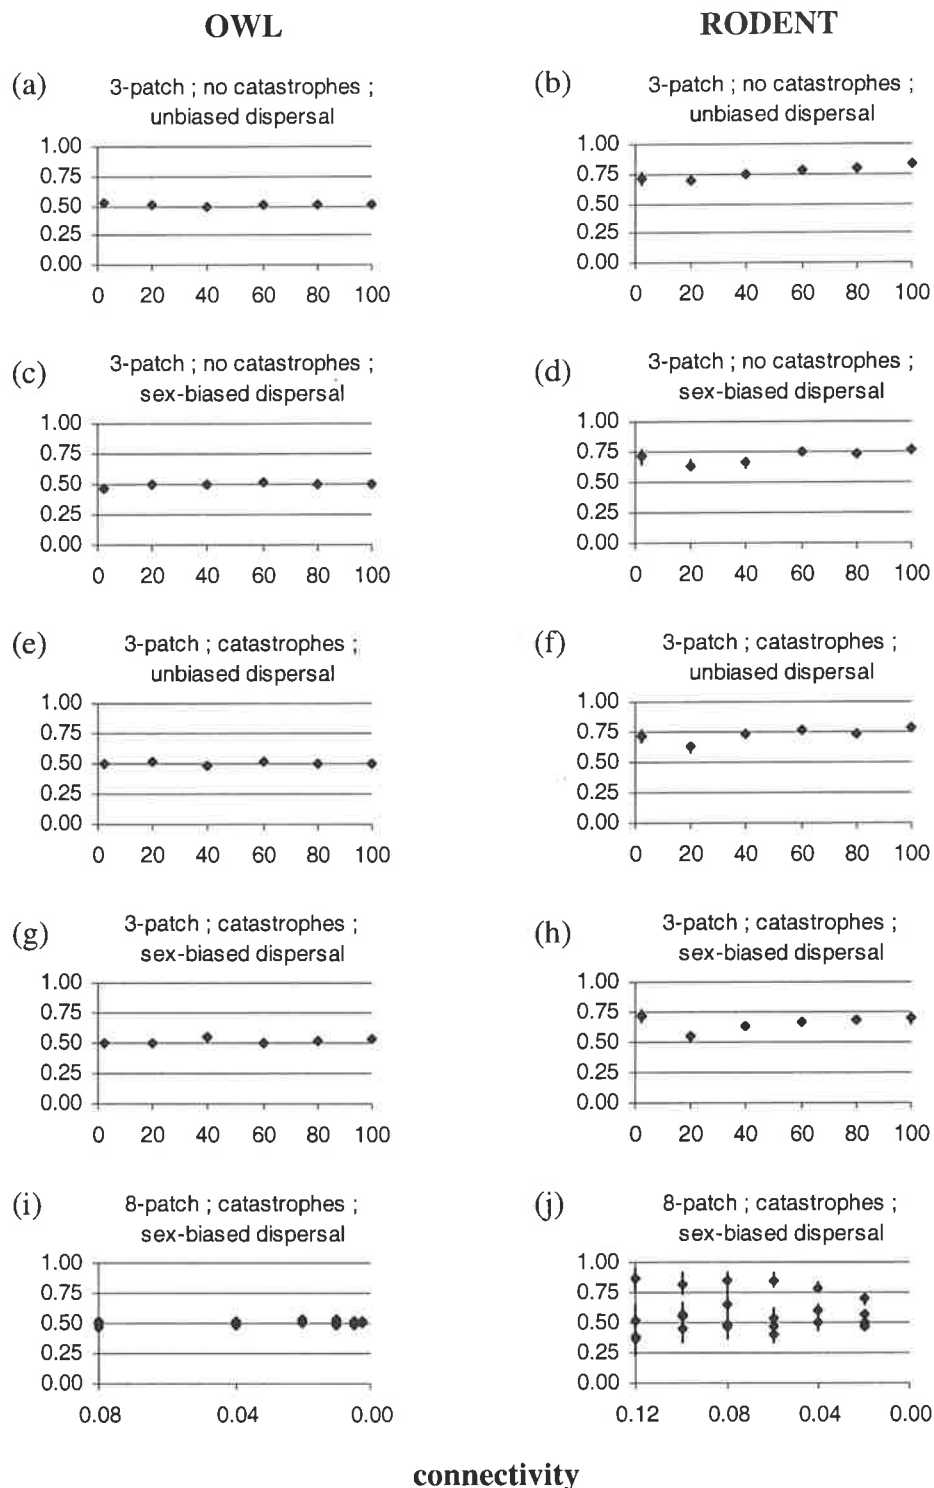 OWL
RODENT
(a)
3-patch ; no catastrophes ;
unbiased dispersal
1.00
0.75
0.50
0.25
0.00
0 20 40 60 80 100
(b)
3-patch ; no catastrophes ;
unbiased dispersal
1.00
0.75
0.50
0.25
0.00
0 20 40 60 80 100
(c)
3-patch ; no catastrophes ;
sex-biased dispersal
1.00
0.75
0.50
0.25
0.00
0 20 40 60 80 100
(d)
3-patch ; no catastrophes ;
sex-biased dispersal
1.00
0.75
0.50
0.25
0.00
0 20 40 60 80 100
(e)
3-patch ; catastrophes ;
unbiased dispersal
1.00
0.75
0.50
0.25
0.00
0 20 40 60 80 100
(f)
3-patch ; catastrophes ;
unbiased dispersal
1.00
0.75
0.50
0.25
0.00
0 20 40 60 80 100
(g)
3-patch ; catastrophes ;
sex-biased dispersal
1.00
0.75
0.50
0.25
0.00
0 20 40 60 80 100
(h)
3-patch ; catastrophes ;
sex-biased dispersal
1.00
0.75
0.50
0.25
0.00
0 20 40 60 80 100
(i)
8-patch ; catastrophes ;
sex-biased dispersal
1.00
0.75
0.50
0.25
0.00
0.08 0.04 0.00
(j)
8-patch ; catastrophes ;
sex-biased dispersal
1.00
0.75
0.50
0.25
0.00
0.12 0.08 0.04 0.00
connectivity